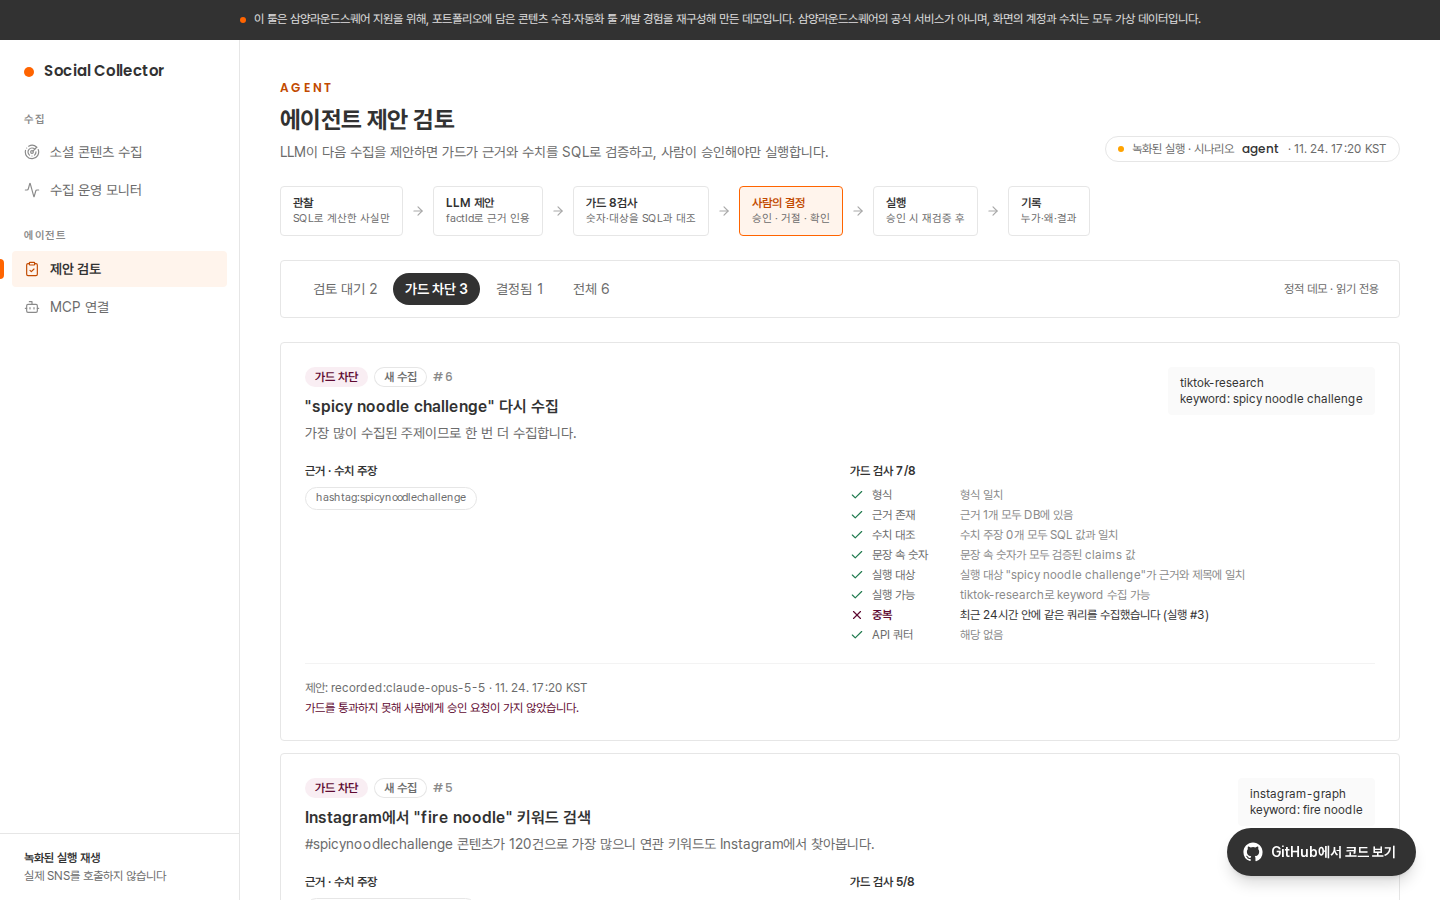 이 툴은 삼양라운드스퀘어 지원을 위해, 포트폴리오에 담은 콘텐츠 수집·자동화 툴 개발 경험을 재구성해 만든 데모입니다. 삼양라운드스퀘어의 공식 서비스가 아니며, 화면의 계정과 수치는 모두 가상 데이터입니다.
Social Collector
수집
소셜 콘텐츠 수집
수집 운영 모니터
에이전트
제안 검토
MCP 연결
녹화된 실행 재생
실제 SNS를 호출하지 않습니다
AGENT
에이전트 제안 검토
LLM이 다음 수집을 제안하면 가드가 근거와 수치를 SQL로 검증하고, 사람이 승인해야만 실행합니다.
녹화된 실행 · 시나리오 agent · 11. 24. 17:20 KST
관찰
SQL로 계산한 사실만
LLM 제안
factId로 근거 인용
가드 8검사
숫자·대상을 SQL과 대조
사람의 결정
승인 · 거절 · 확인
실행
승인 시 재검증 후
기록
누가·왜·결과
검토 대기 2
가드 차단 3
결정됨 1
전체 6
정적 데모 · 읽기 전용
가드 차단 새 수집 #6
"spicy noodle challenge" 다시 수집
가장 많이 수집된 주제이므로 한 번 더 수집합니다.
tiktok-research
keyword: spicy noodle challenge
근거 · 수치 주장
hashtag:spicynoodlechallenge
가드 검사 7/8
형식 형식 일치
근거 존재 근거 1개 모두 DB에 있음
수치 대조 수치 주장 0개 모두 SQL 값과 일치
문장 속 숫자 문장 속 숫자가 모두 검증된 claims 값
실행 대상 실행 대상 "spicy noodle challenge"가 근거와 제목에 일치
실행 가능 tiktok-research로 keyword 수집 가능
중복 최근 24시간 안에 같은 쿼리를 수집했습니다 (실행 #3)
API 쿼터 해당 없음
제안: recorded:claude-opus-5-5 · 11. 24. 17:20 KST
가드를 통과하지 못해 사람에게 승인 요청이 가지 않았습니다.
가드 차단 새 수집 #5
Instagram에서 "fire noodle" 키워드 검색
#spicynoodlechallenge 콘텐츠가 120건으로 가장 많으니 연관 키워드도 Instagram에서 찾아봅니다.
instagram-graph
keyword: fire noodle
근거 · 수치 주장
가드 검사 5/8
GitHub에서 코드 보기